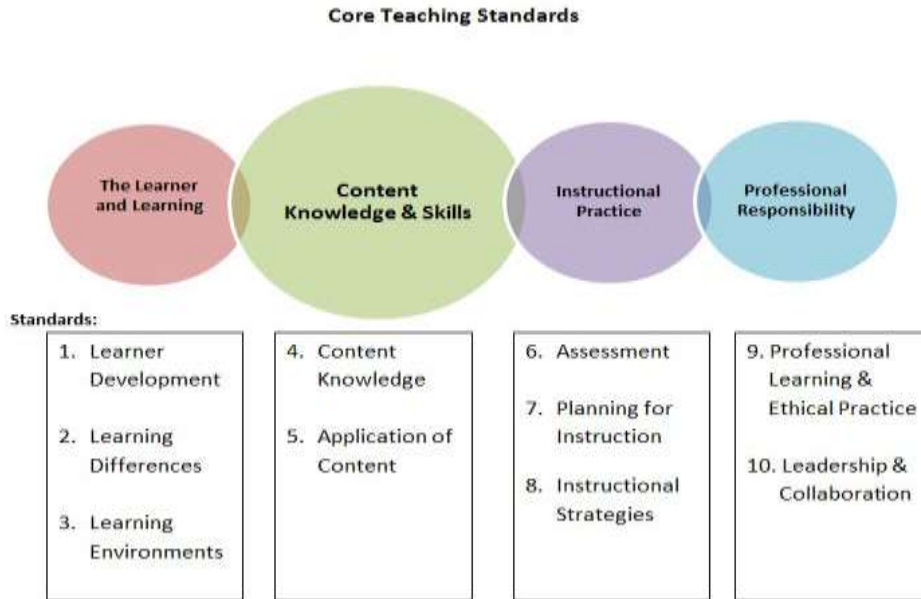 Core Teaching Standards
The Learner
and Learning
Content
Knowledge & Skills
Instructional
Practice
Professional
Responsibility
Standards:
1. Learner
Development
2. Learning
Differences
3. Learning
Environments
4. Content
Knowledge
5. Application of
Content
6. Assessment
7. Planning for
Instruction
8. Instructional
Strategies
9. Professional
Learning &
Ethical Practice
10. Leadership &
Collaboration